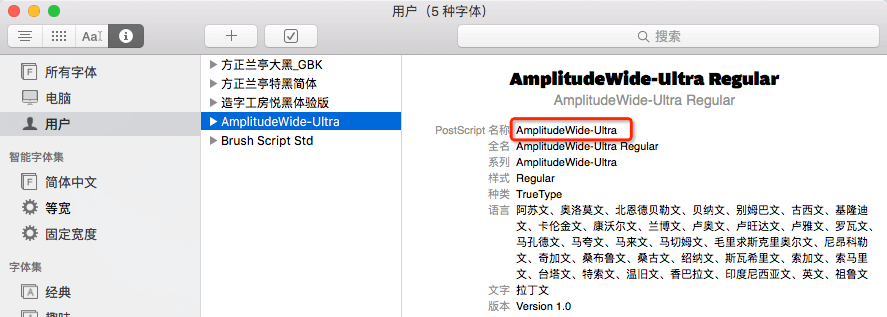 用户（5 种字体）
Aa
搜索
所有字体
电脑
用户
智能字体集
简体中文
等宽
固定宽度
字体集
经典
方正兰亭大黑_GBK
方正兰亭特黑简体
造字工房悦黑体验版
AmplitudeWide-Ultra
Brush Script Std
AmplitudeWide-Ultra Regular
AmplitudeWide-Ultra Regular
PostScript 名称 AmplitudeWide-Ultra
全名 AmplitudeWide-Ultra Regular
系列 AmplitudeWide-Ultra
样式 Regular
种类 TrueType
语言 阿苏文、奥洛莫文、北恩德贝勒文、贝纳文、别姆巴文、古西文、基隆迪
文、卡伦金文、康沃尔文、兰博文、卢奥文、卢旺达文、卢雅文、罗瓦文、
马孔德文、马夸文、马来文、马切姆文、毛里求斯克里奥尔文、尼昂科勒
文、奇加文、桑布鲁文、桑古文、绍纳文、斯瓦希里文、索加文、索马里
文、台塔文、特索文、温旧文、香巴拉文、印度尼西亚文、英文、祖鲁文
文字 拉丁文
版本 Version 1.0